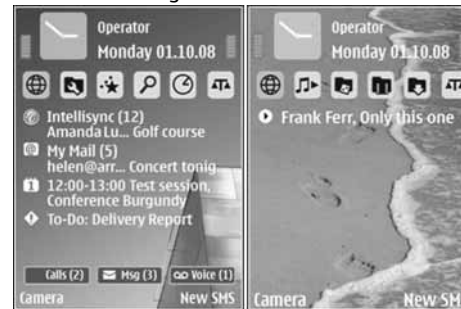 Operator
Monday 01.10.08
Intellisync (12)
Amanda Lu... Golf course
My Mail (5)
helen@arr... Concert tonig
1
12:00-13:00 Test session,
Conference Burgundy
To-Do: Delivery Report
Calls (2) Msg (3) Voice (1)
Camera New SMS
Operator
Monday 01.10.08
Frank Ferr, Only this one
Camera New SM